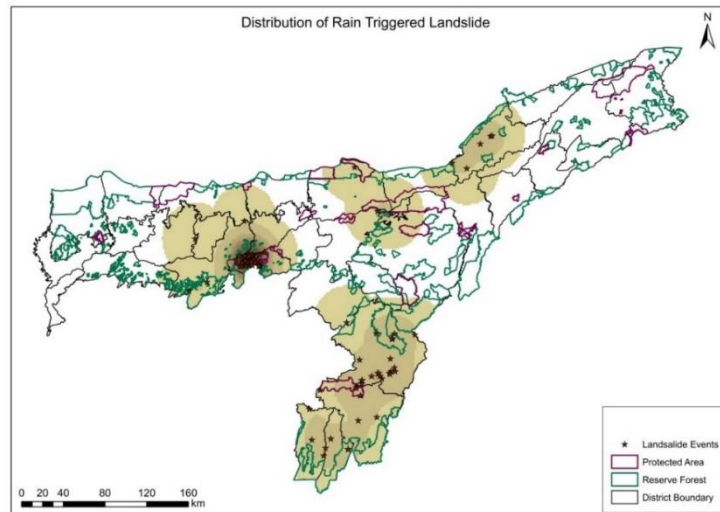 Distribution of Rain Triggered Landslide
N
Landsalide Events
Protected Area
Reserve Forest
District Boundary
0 20 40 80 120 160
km